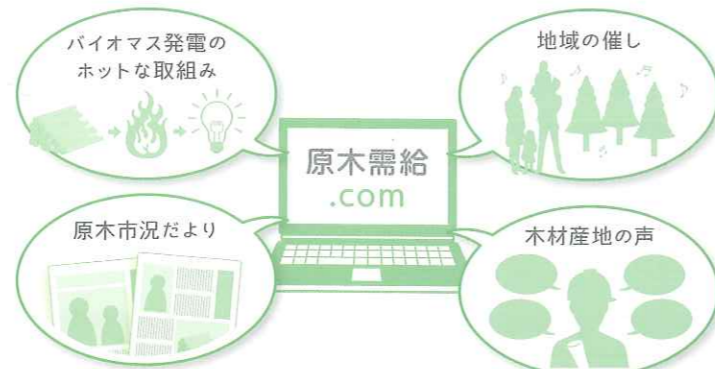 バイオマス発電の
ホットな取組み
地域の催し
原木需給
.com
原木市況だより
木材産地の声